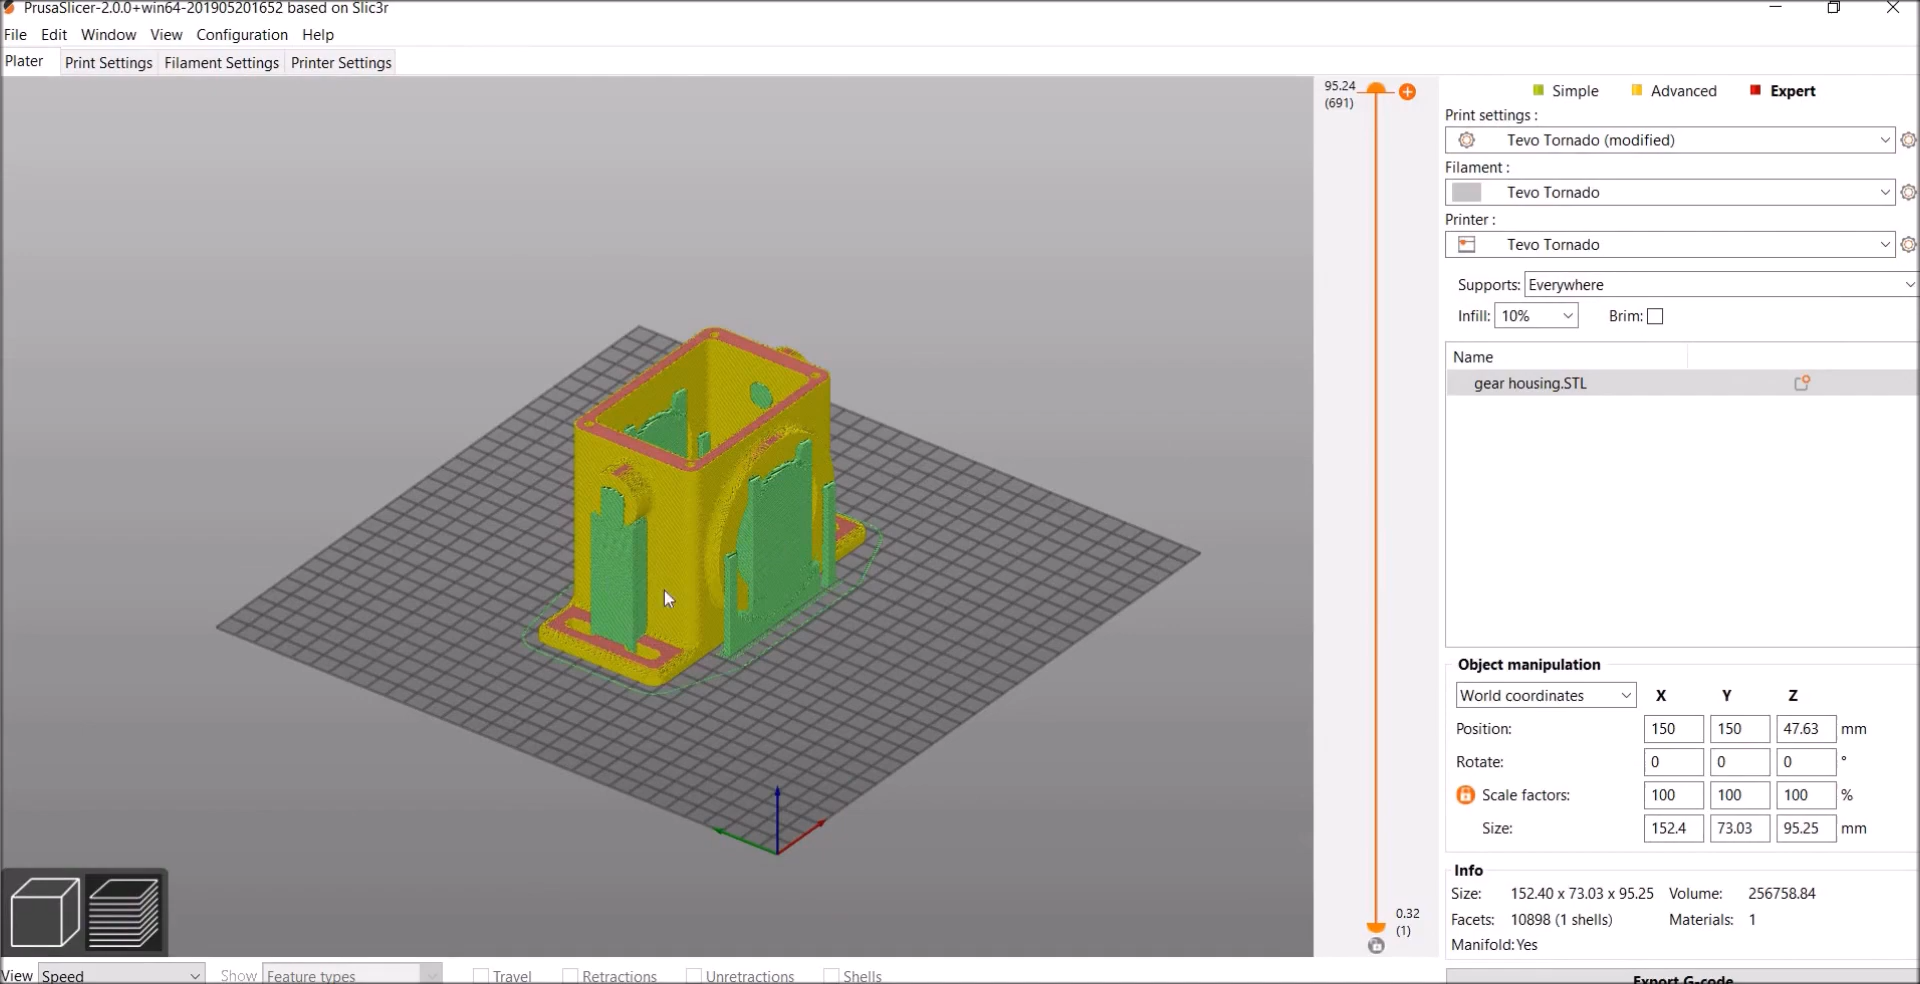 PrusaSlicer-2.0.0+win64-201905201652 based on Slic3r
File Edit Window View Configuration Help
Plater Print Settings Filament Settings Printer Settings
95.24
(691)
Simple Advanced Expert
Print settings :
Tevo Tornado (modified)
Filament :
Tevo Tornado
Printer :
Tevo Tornado
Supports: Everywhere
Infill: 10% Brim:
Name
gear housing.STL
Object manipulation
World coordinates X Y Z
Position: 150 150 47.63 mm
Rotate: 0 0 0 °
Scale factors: 100 100 100 %
Size: 152.4 73.03 95.25 mm
Info
Size: 152.40 x 73.03 x 95.25 Volume: 256758.84
Facets: 10898 (1 shells) Materials: 1
Manifold: Yes
0.32
(1)
View Speed Show Feature types Travel Retractions Unretractions Shells
Export G-code